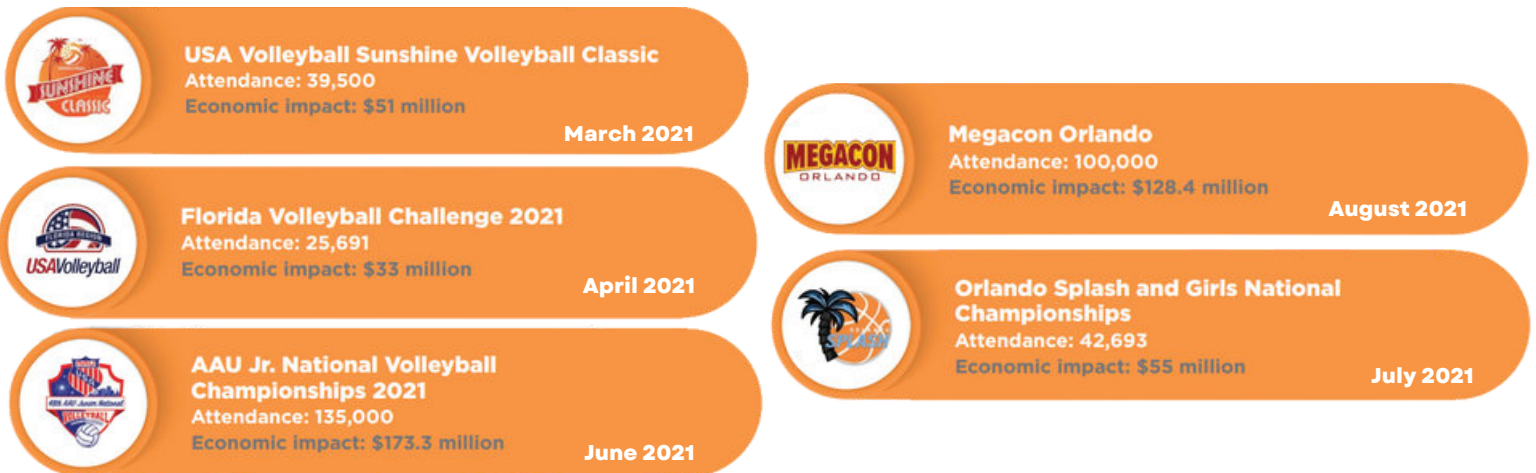 SUNSHINE
CLASSIC
USA Volleyball Sunshine Volleyball Classic
Attendance: 39,500
Economic impact: $51 million
March 2021
FLORIDA REGION
USAVolleyball
Florida Volleyball Challenge 2021
Attendance: 25,691
Economic impact: $33 million
April 2021
VOLLEYBALL
AAU Jr. National Volleyball
Championships 2021
Attendance: 135,000
Economic impact: $173.3 million
June 2021
MEGACON
ORLANDO
Megacon Orlando
Attendance: 100,000
Economic impact: $128.4 million
August 2021
SPLASH
Orlando Splash and Girls National
Championships
Attendance: 42,693
Economic impact: $55 million
July 2021